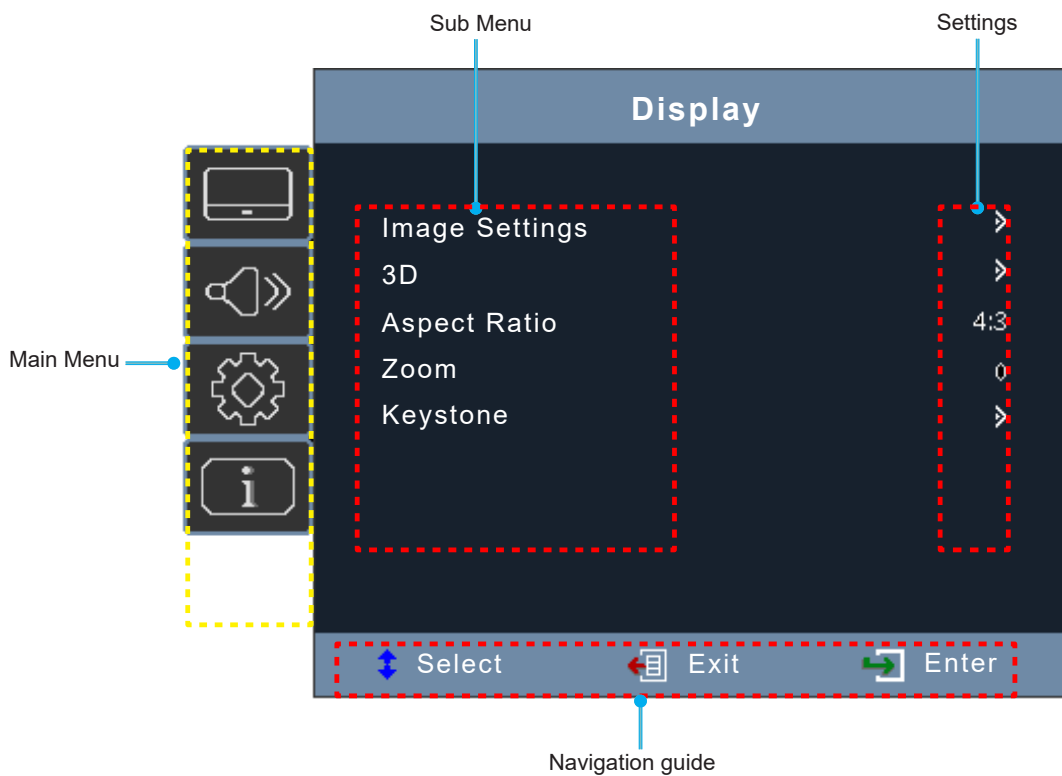 Sub Menu
Settings
Display
Image Settings
3D
Aspect Ratio 4:3
Zoom 0
Keystone
Main Menu
i
Select Exit Enter
Navigation guide